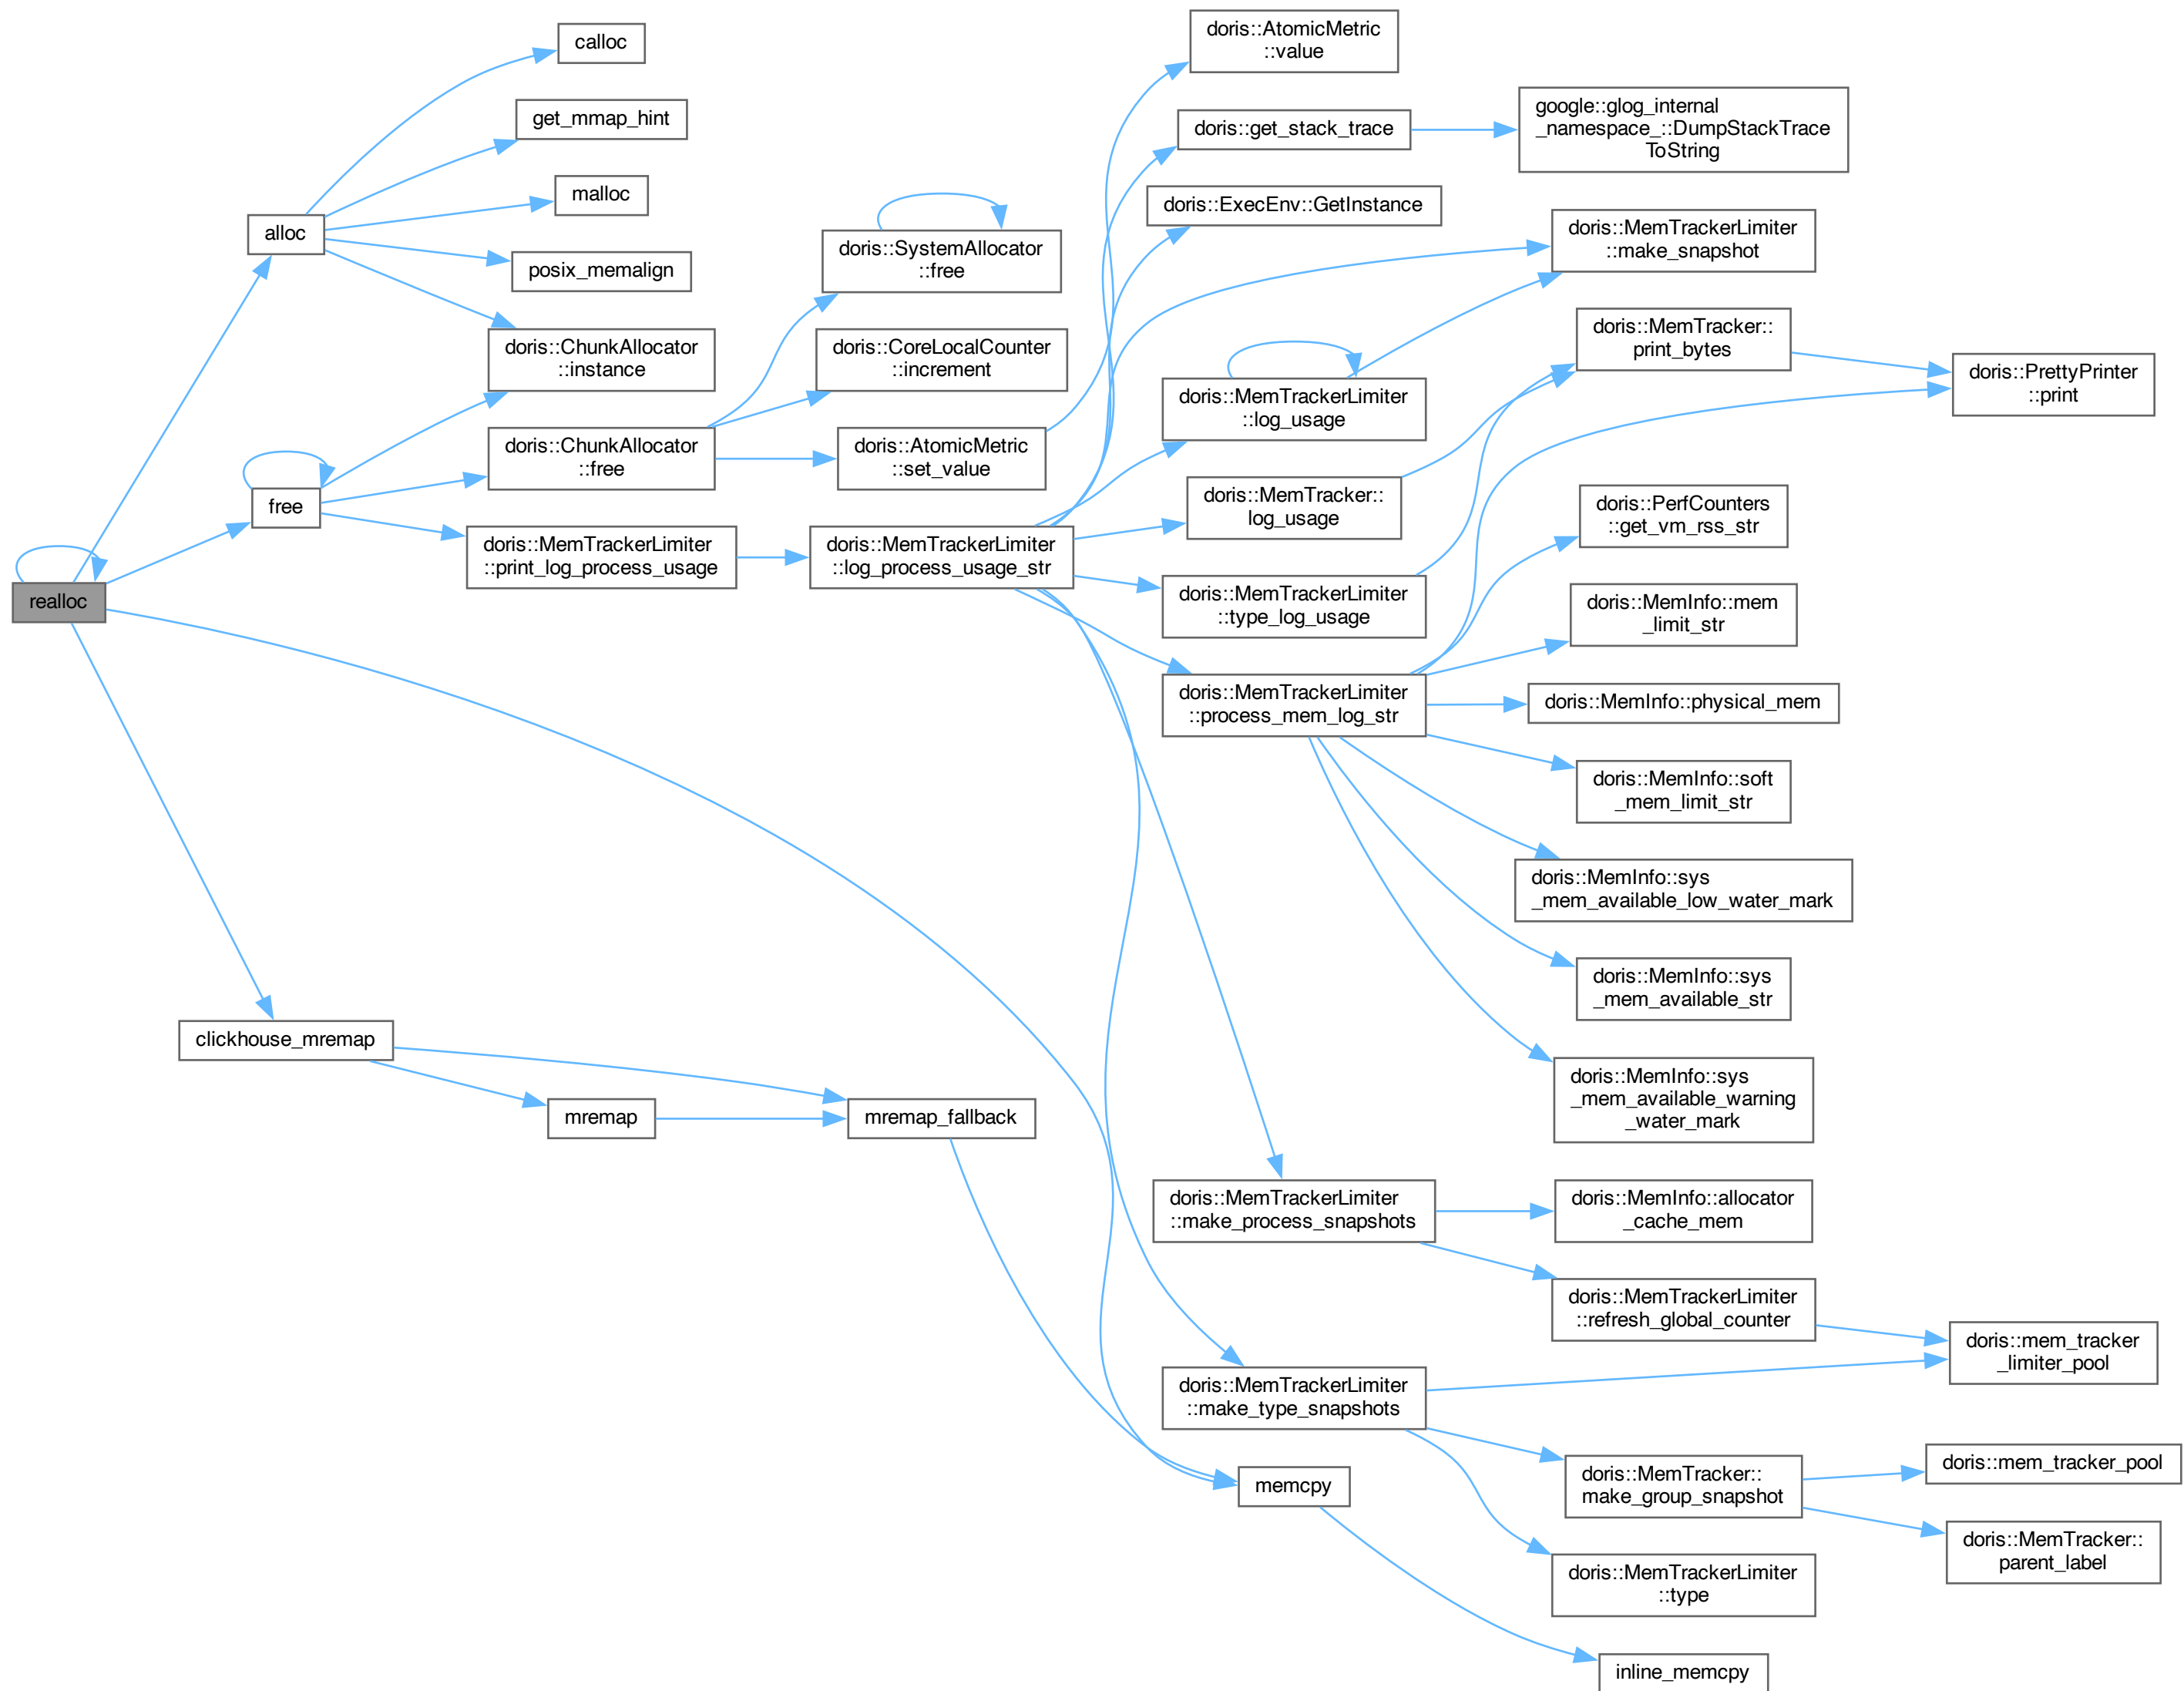 realloc
alloc
calloc
get_mmap_hint
malloc
posix_memalign
doris::ChunkAllocator
::instance
free
doris::ChunkAllocator
::free
doris::SystemAllocator
::free
doris::CoreLocalCounter
::increment
doris::AtomicMetric
::set_value
doris::AtomicMetric
::value
doris::MemTrackerLimiter
::print_log_process_usage
doris::MemTrackerLimiter
::log_process_usage_str
doris::get_stack_trace
google::glog_internal
_namespace_::DumpStackTrace
ToString
doris::ExecEnv::GetInstance
doris::MemTrackerLimiter
::make_snapshot
doris::MemTrackerLimiter
::log_usage
doris::MemTracker::
log_usage
doris::MemTracker::
print_bytes
doris::PrettyPrinter
::print
doris::MemTrackerLimiter
::type_log_usage
doris::MemTrackerLimiter
::process_mem_log_str
doris::PerfCounters
::get_vm_rss_str
doris::MemInfo::mem
_limit_str
doris::MemInfo::physical_mem
doris::MemInfo::soft
_mem_limit_str
doris::MemInfo::sys
_mem_available_low_water_mark
doris::MemInfo::sys
_mem_available_str
doris::MemInfo::sys
_mem_available_warning
_water_mark
doris::MemTrackerLimiter
::make_process_snapshots
doris::MemInfo::allocator
_cache_mem
doris::MemTrackerLimiter
::refresh_global_counter
doris::mem_tracker
_limiter_pool
doris::MemTrackerLimiter
::make_type_snapshots
doris::MemTracker::
make_group_snapshot
doris::mem_tracker_pool
doris::MemTracker::
parent_label
doris::MemTrackerLimiter
::type
clickhouse_mremap
mremap
mremap_fallback
memcpy
inline_memcpy